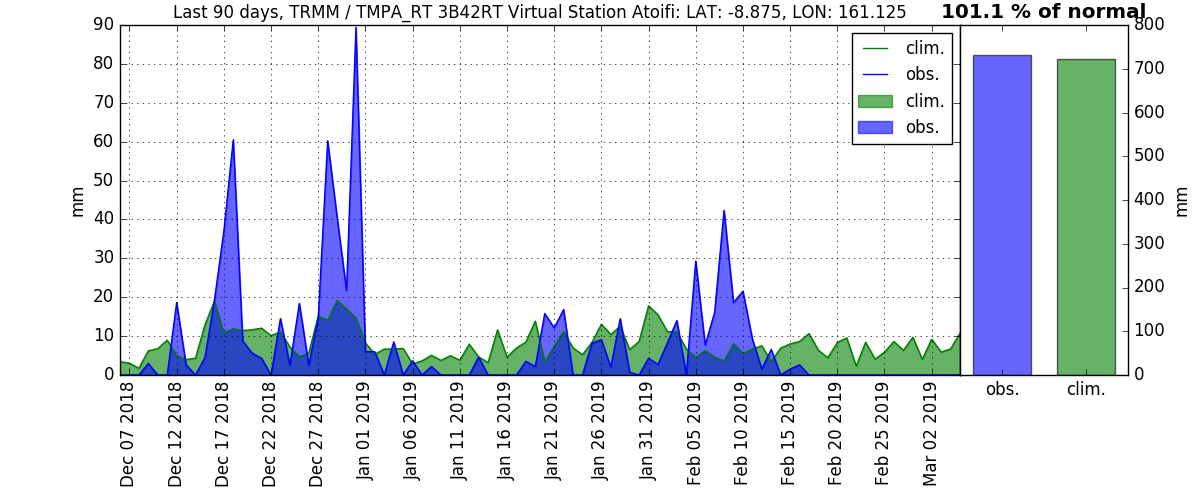 Last 90 days, TRMM / TMPA_RT 3B42RT Virtual Station Atoifi: LAT: -8.875, LON: 161.125
101.1 % of normal
90
80
70
60
50
40
30
20
10
0
mm
clim.
obs.
clim.
obs.
Dec 07 2018
Dec 12 2018
Dec 17 2018
Dec 22 2018
Dec 27 2018
Jan 01 2019
Jan 06 2019
Jan 11 2019
Jan 16 2019
Jan 21 2019
Jan 26 2019
Jan 31 2019
Feb 05 2019
Feb 10 2019
Feb 15 2019
Feb 20 2019
Feb 25 2019
Mar 02 2019
800
700
600
500
400
300
200
100
0
mm
obs.
clim.